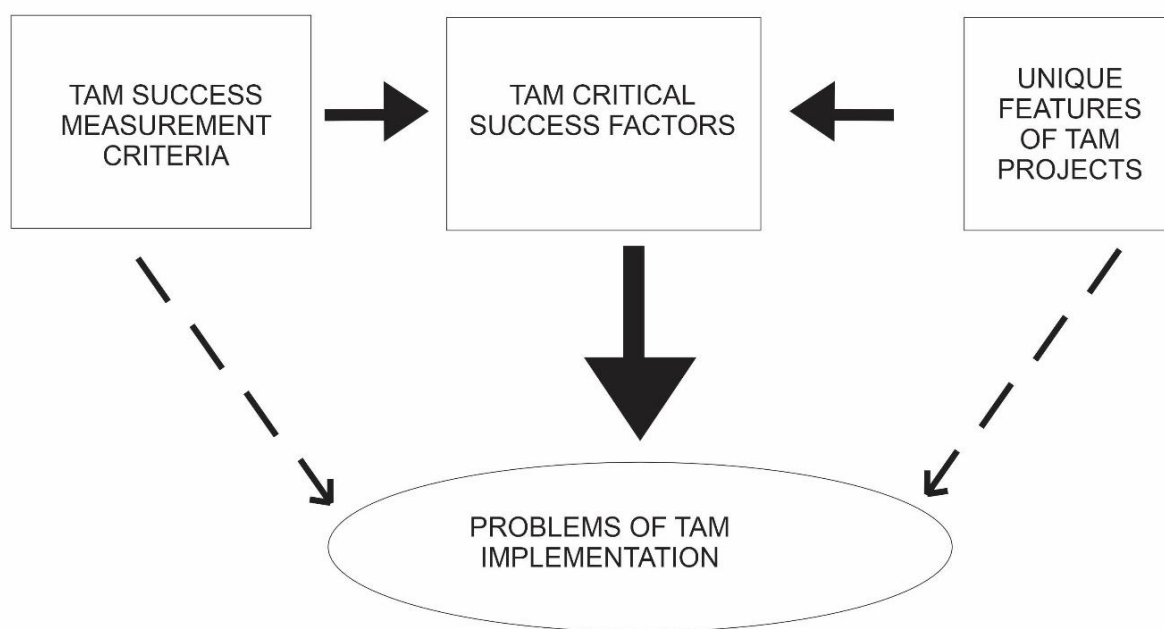 TAM SUCCESS
MEASUREMENT
CRITERIA
TAM CRITICAL
SUCCESS FACTORS
UNIQUE
FEATURES
OF TAM
PROJECTS
PROBLEMS OF TAM
IMPLEMENTATION